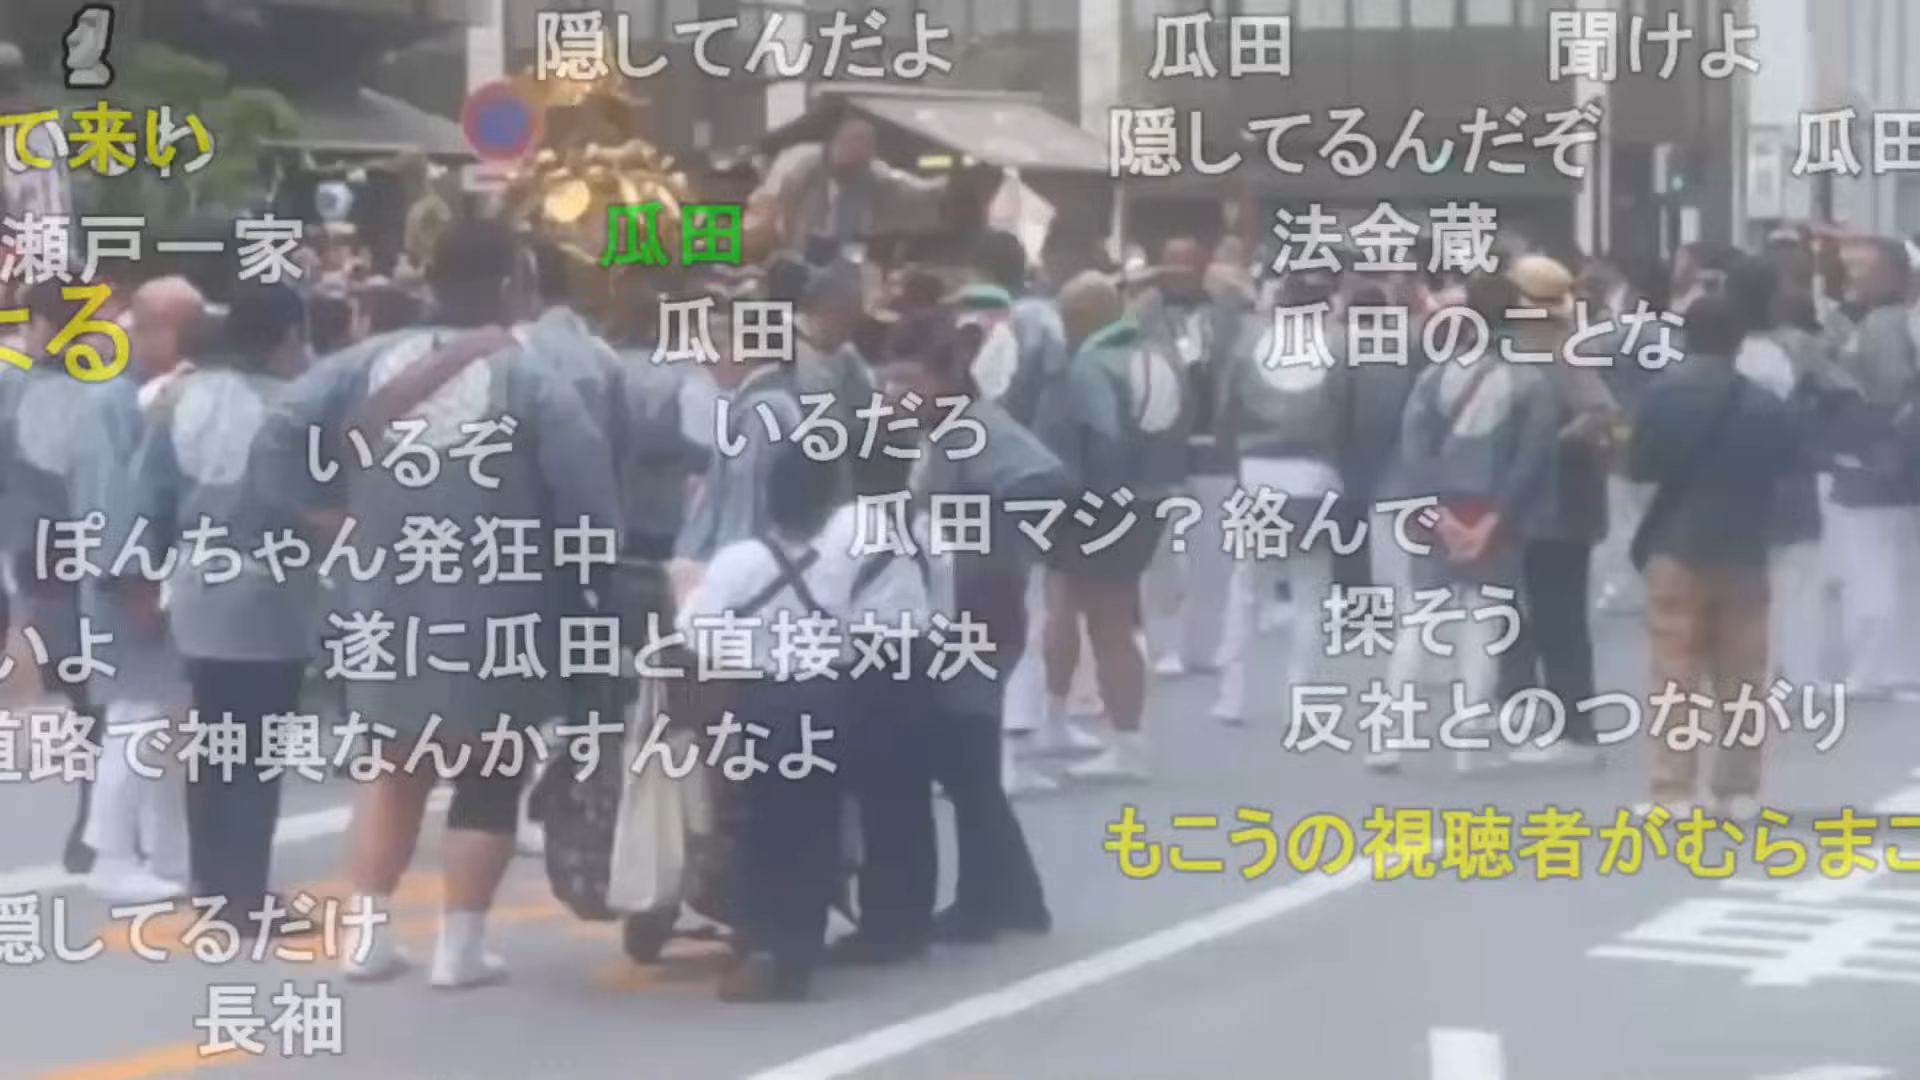 隠してんだよ 瓜田 聞けよ
て来い 隠してるんだぞ 瓜田
瀬戸一家 瓜田 法金蔵
よる 瓜田 瓜田のことな
いるぞ いるだろ
ぽんちゃん発狂中 瓜田マジ？絡んで
いよ 遂に瓜田と直接対決 探そう
道路で神輿なんかすんなよ 反社とのつながり
もこうの視聴者がむらまこ
隠してるだけ
長袖